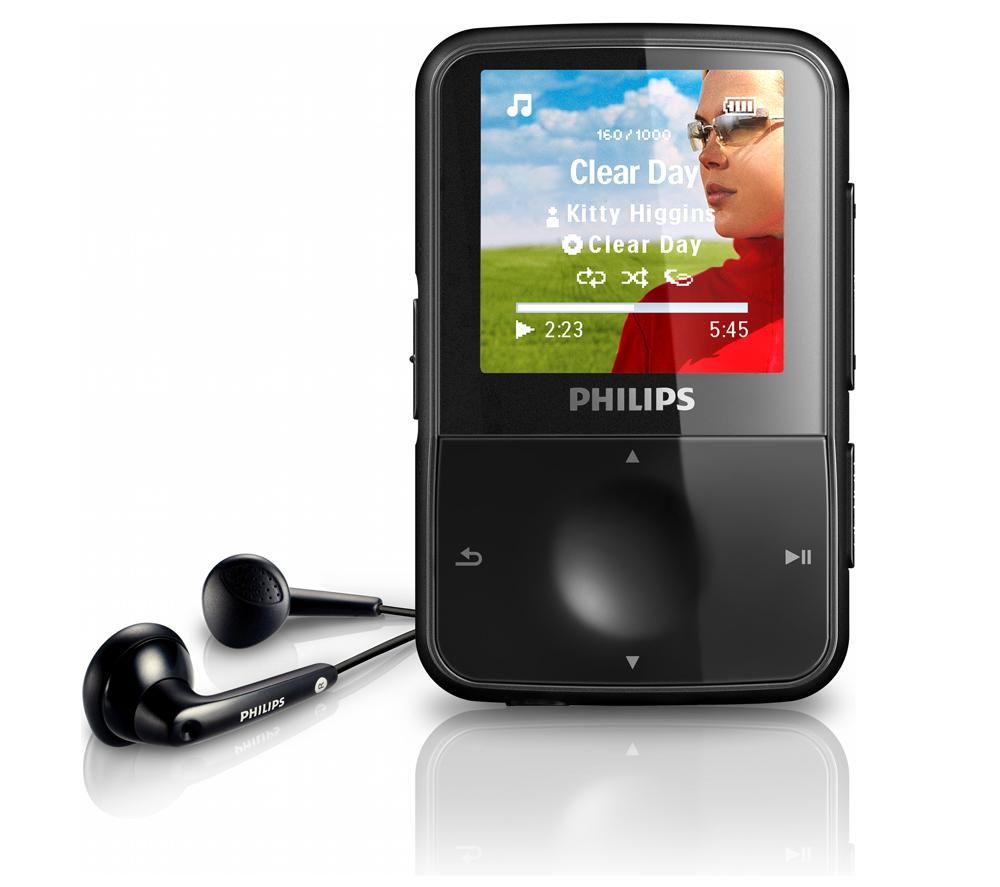 160/1000
Clear Day
Kitty Higgins
Clear Day
2:23 5:45
PHILIPS
R
PHILIPS